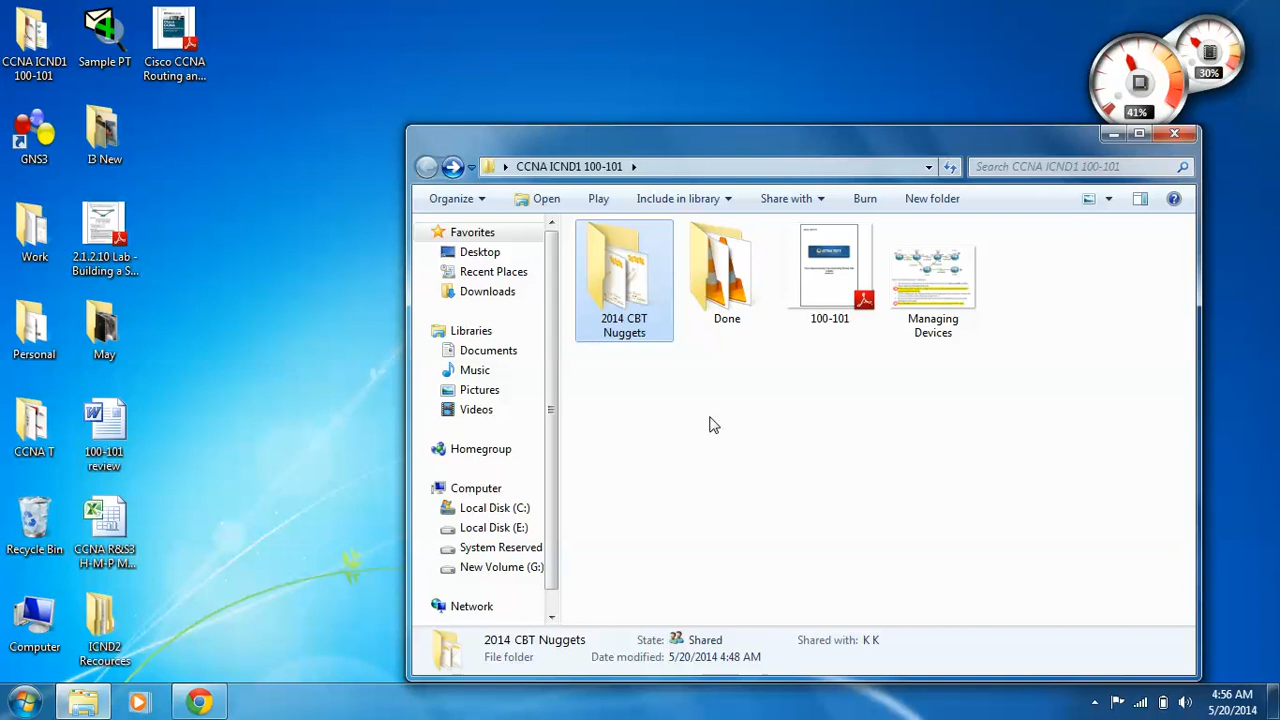 CCNA ICND1
100-101
Sample PT
Cisco CCNA
Routing an...
GNS3
I3 New
Work
2.1.2.10 Lab -
Building a S...
Personal
May
CCNA T
100-101
review
Recycle Bin
CCNA R&S3
H-M-P M...
Computer
ICND2
Recources
30%
41%
CCNA ICND1 100-101
Search CCNA ICND1 100-101
Organize
Open
Play
Include in library
Share with
Burn
New folder
Favorites
Desktop
Recent Places
Downloads
Libraries
Documents
Music
Pictures
Videos
Homegroup
Computer
Local Disk (C:)
Local Disk (E:)
System Reserved
New Volume (G:)
Network
2014 CBT
Nuggets
Done
100-101
Managing
Devices
2014 CBT Nuggets
State: Shared
Shared with: K K
File folder
Date modified: 5/20/2014 4:48 AM
4:56 AM
5/20/2014